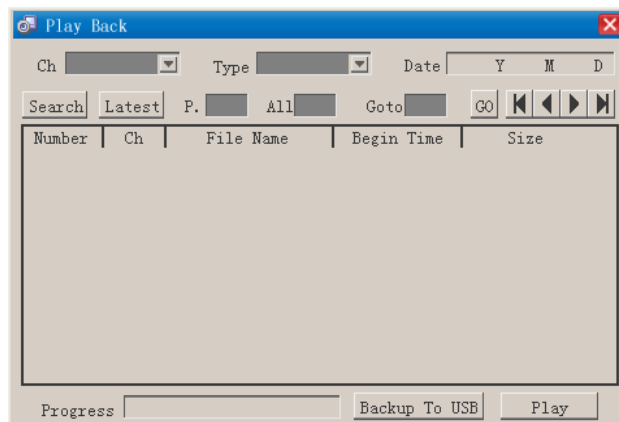 Play Back
Ch Type Date Y M D
Search Latest P. All Goto GO
Number Ch File Name Begin Time Size
Progress Backup To USB Play